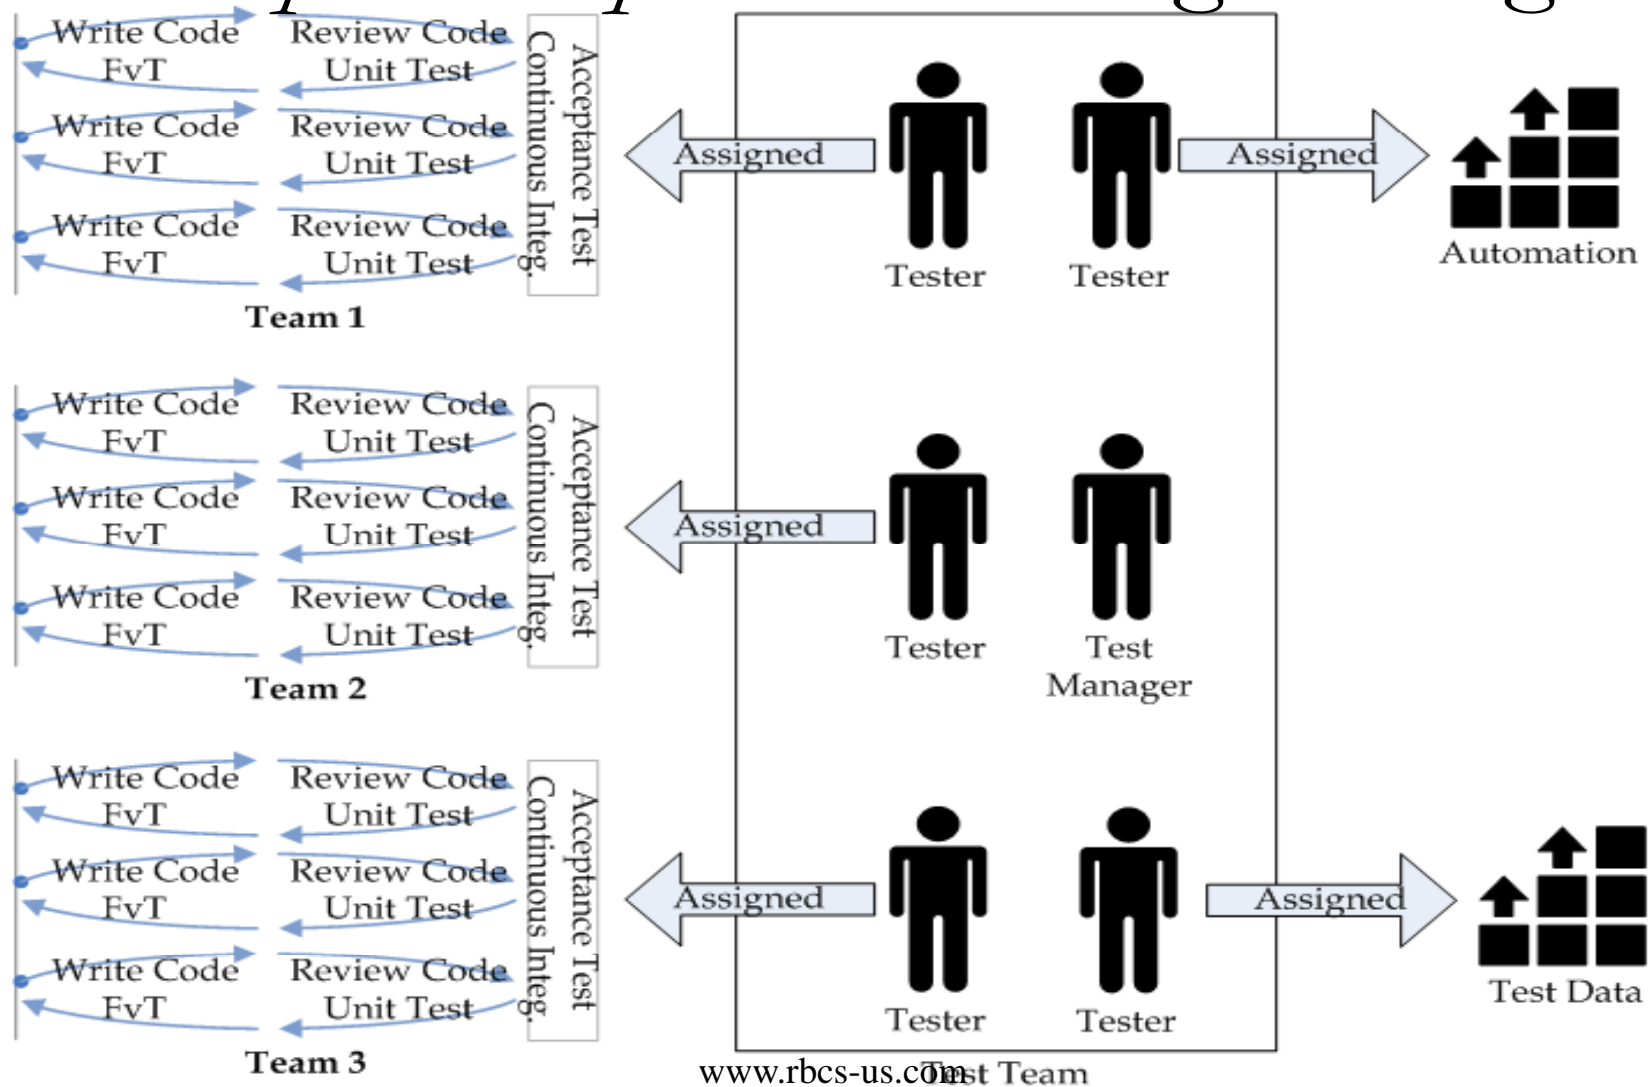 Write Code Review Code
FvT Unit Test
Write Code Review Code
FvT Unit Test
Write Code Review Code
FvT Unit Test
Acceptance Test
Continuous Integ.
Team 1
Assigned
Tester
Tester
Assigned
Automation
Write Code Review Code
FvT Unit Test
Write Code Review Code
FvT Unit Test
Write Code Review Code
FvT Unit Test
Acceptance Test
Continuous Integ.
Team 2
Assigned
Tester
Test
Manager
Write Code Review Code
FvT Unit Test
Write Code Review Code
FvT Unit Test
Write Code Review Code
FvT Unit Test
Acceptance Test
Continuous Integ.
Team 3
Assigned
Tester
Tester
Assigned
Test Data
Test Team
www.rbcs-us.com